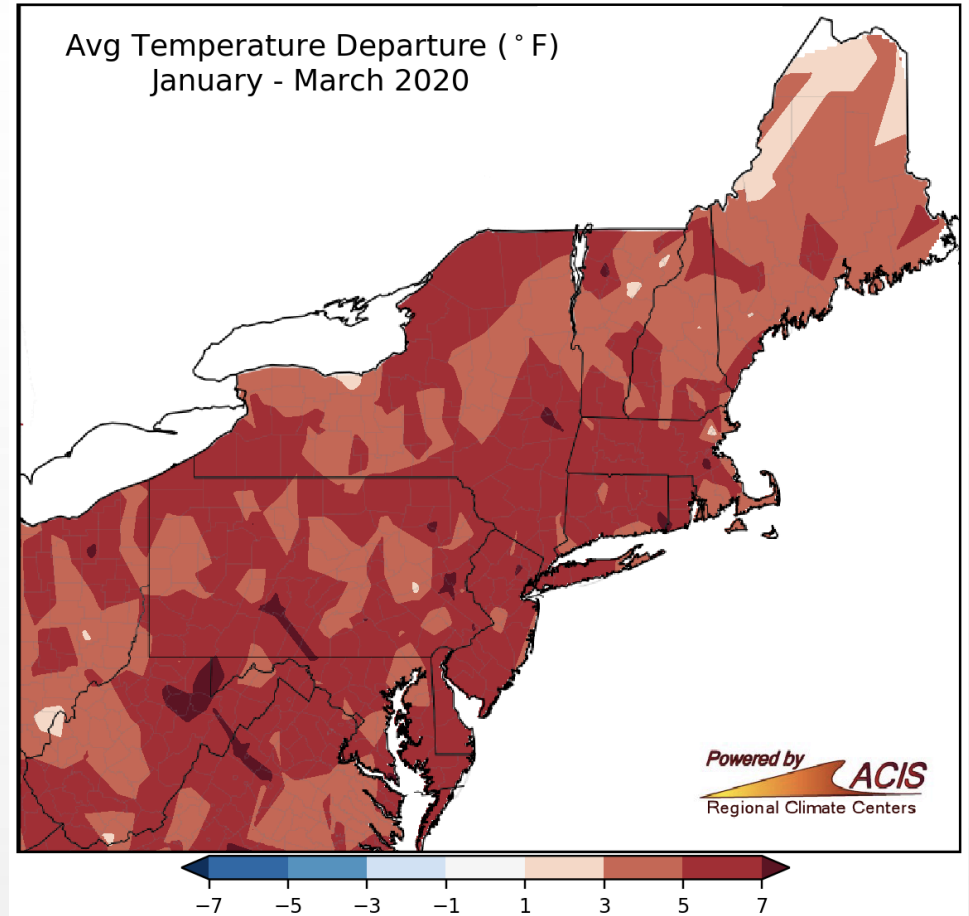 Avg Temperature Departure (°F)
January - March 2020
Powered by
ACIS
Regional Climate Centers
−7 −5 −3 −1 1 3 5 7